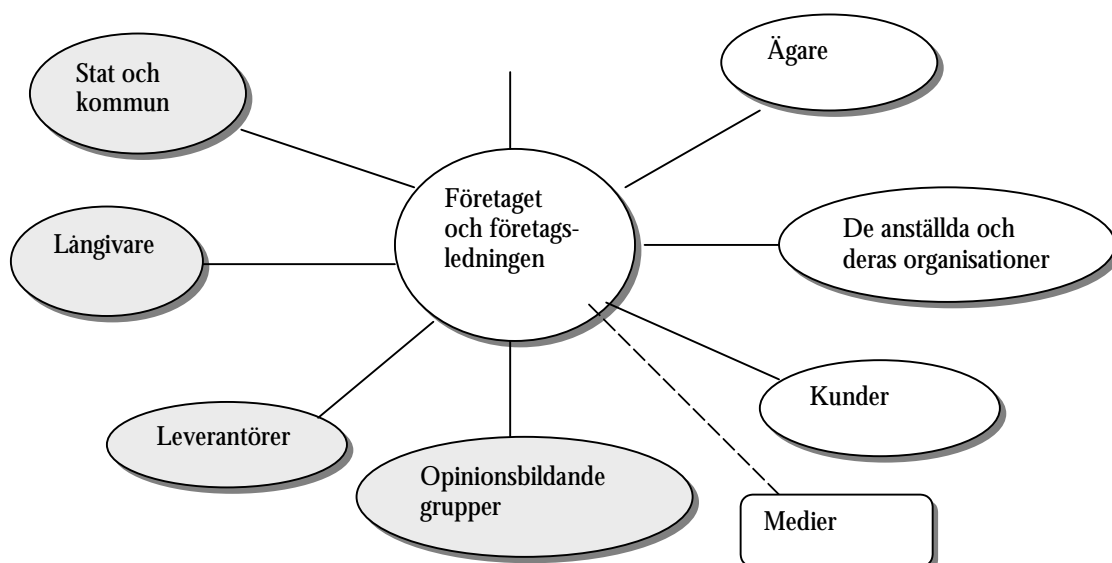 Stat och
kommun
Ägare
Företaget
och företags-
ledningen
Långivare
De anställda och
deras organisationer
Kunder
Leverantörer
Opinionsbildande
grupper
Medier